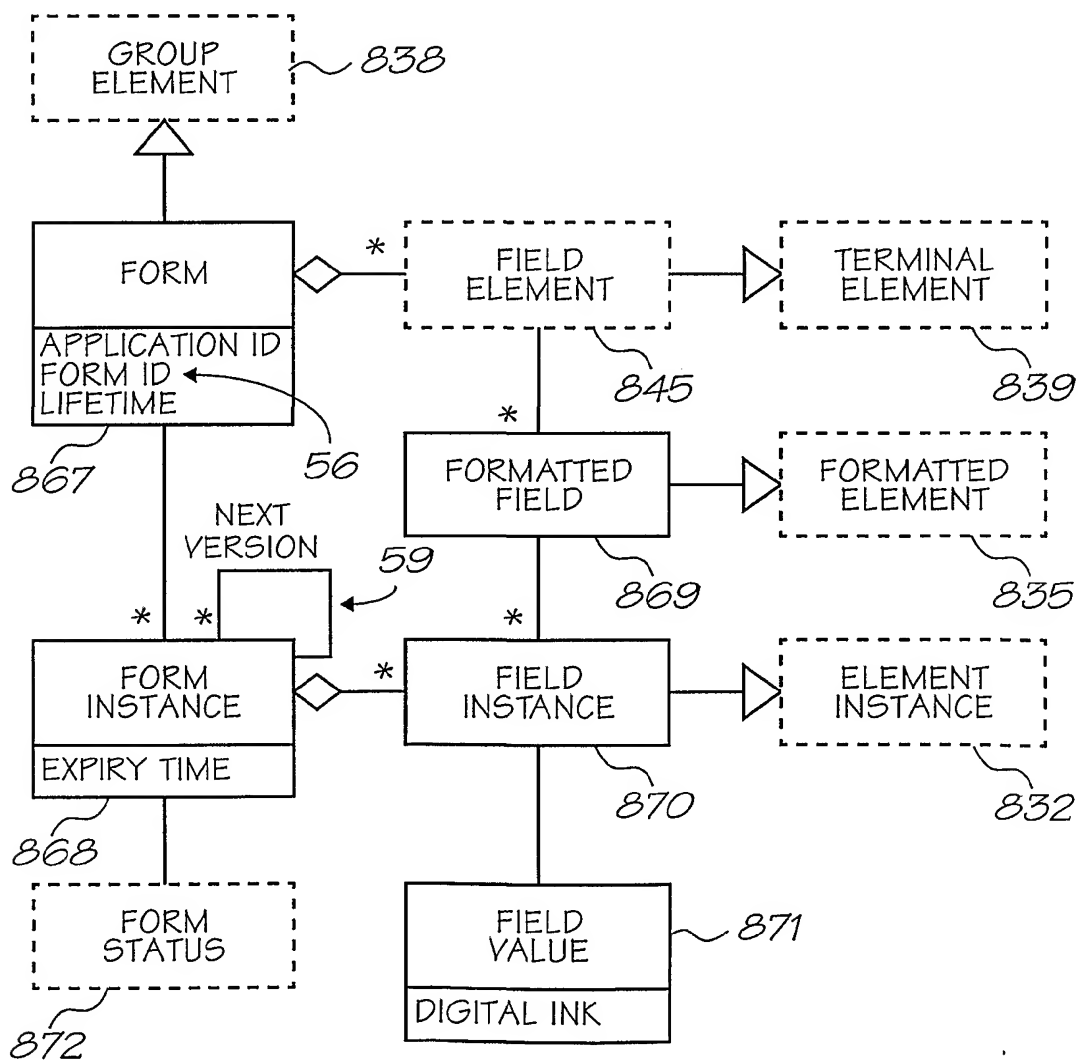 GROUP
ELEMENT
838
FORM
*
FIELD
ELEMENT
TERMINAL
ELEMENT
APPLICATION ID
FORM ID
LIFETIME
867
56
845
839
*
FORMATTED
FIELD
FORMATTED
ELEMENT
NEXT
VERSION
59
869
835
*
*
*
FORM
INSTANCE
*
FIELD
INSTANCE
ELEMENT
INSTANCE
EXPIRY TIME
868
870
832
FORM
STATUS
872
FIELD
VALUE
871
DIGITAL INK